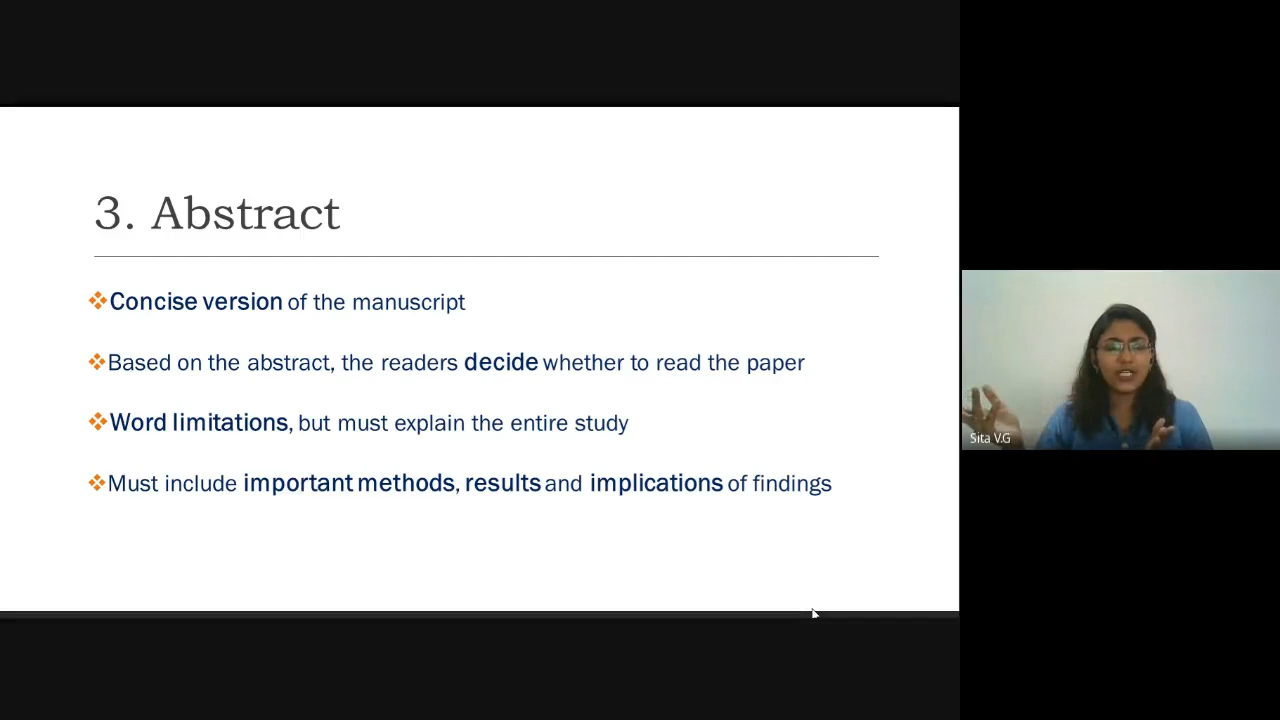 3. Abstract
Concise version of the manuscript
Based on the abstract, the readers decide whether to read the paper
Word limitations, but must explain the entire study
Must include important methods, results and implications of findings
Sita V.G